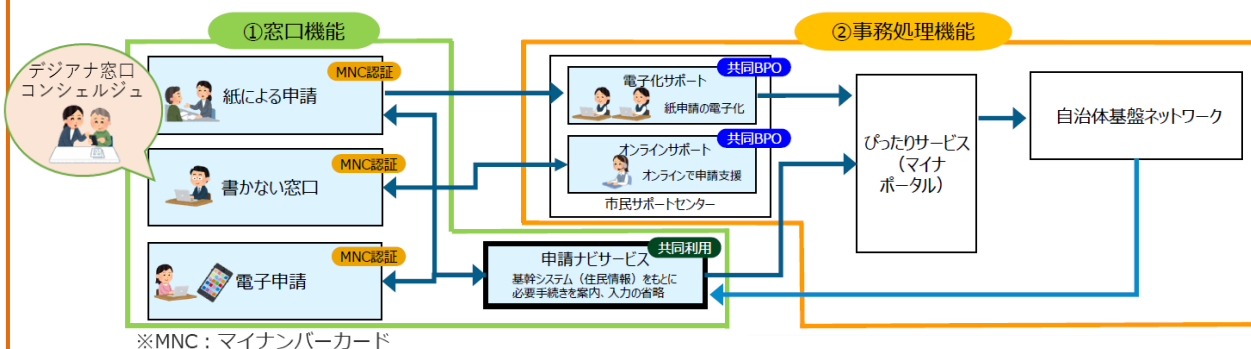 ①窓口機能
②事務処理機能
デジアナ窓口
コンシェルジュ
MNC認証
紙による申請
MNC認証
書かない窓口
MNC認証
電子申請
共同BPO
電子化サポート
紙申請の電子化
共同BPO
オンラインサポート
オンラインで申請支援
市民サポートセンター
共同利用
申請ナビサービス
基幹システム（住民情報）をもとに
必要手続きを案内、入力の省略
ぴったりサービス
（マイナ
ポータル）
自治体基盤ネットワーク
※MNC：マイナンバーカード